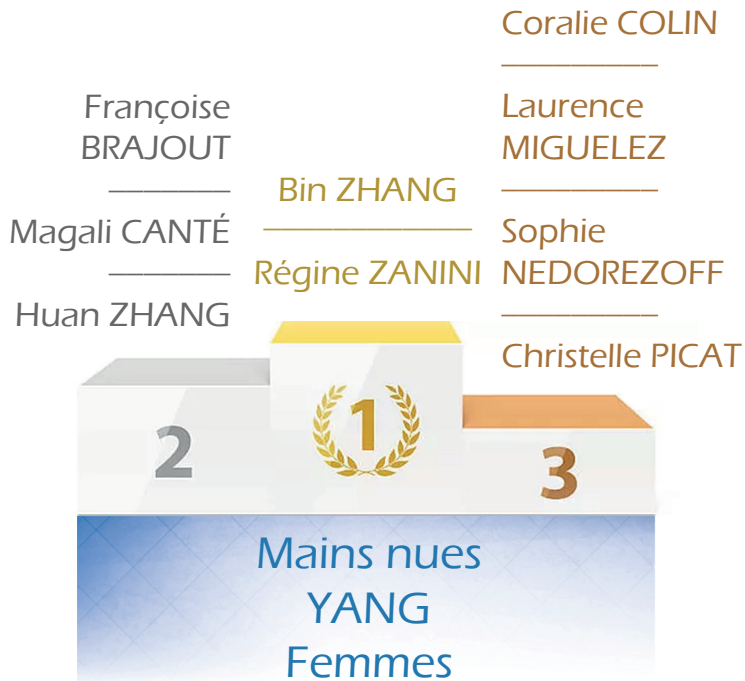 Françoise
BRAJOUT
Magali CANTÉ
Huan ZHANG
Bin ZHANG
Régine ZANINI
Coralie COLIN
Laurence
MIGUELEZ
Sophie
NEDOREZOFF
Christelle PICAT
2
1
3
Mains nues
YANG
Femmes